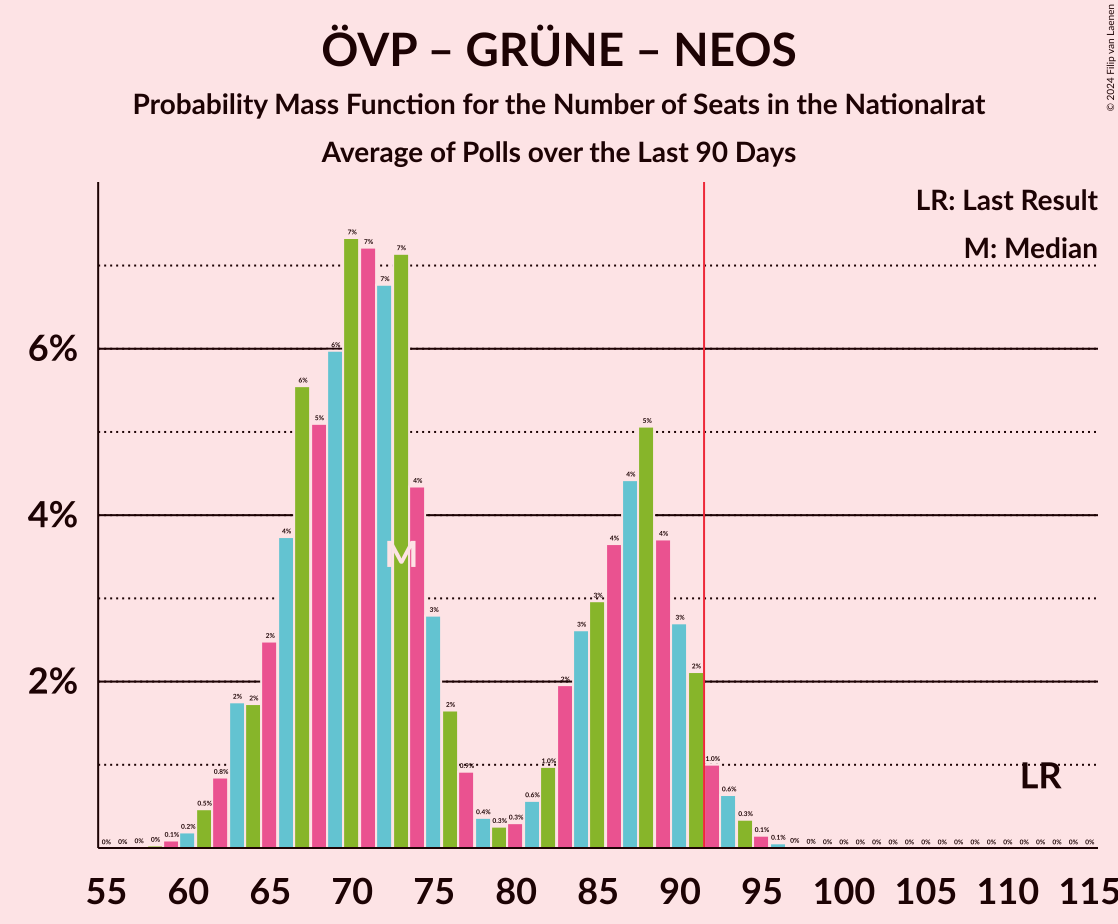 ÖVP – GRÜNE – NEOS
Probability Mass Function for the Number of Seats in the Nationalrat
Average of Polls over the Last 90 Days
© 2024 Filip van Laenen
LR: Last Result
M: Median
6%
4%
2%
0% 0% 0% 0% 0.1% 0.2% 0.5% 0.8% 2% 2% 2% 4% 6% 5% 6% 7% 7% 7% 7% 4% 3% 2% 0.9% 0.4% 0.3% 0.3% 0.6% 1.0% 2% 3% 3% 4% 4% 5% 4% 3% 2% 1.0% 0.6% 0.3% 0.1% 0.1% 0% 0% 0% 0% 0% 0% 0% 0% 0% 0% 0% 0% 0% 0% 0% 0% 0% 0% 0%
M
LR
55 60 65 70 75 80 85 90 95 100 105 110 115